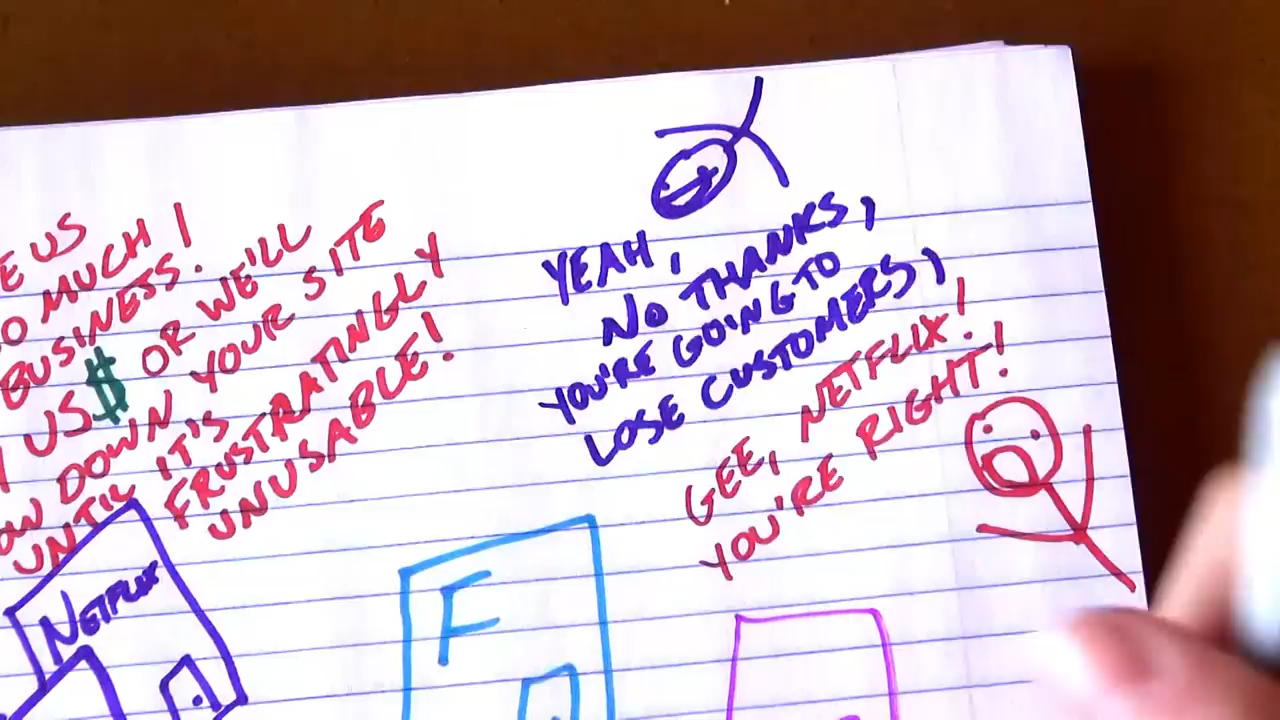 US
MUCH!
BUSINESS.
US $ OR WE'LL
DOWN YOUR SITE
UNTIL IT'S
FRUSTRATINGLY
UNUSABLE!
YEAH,
NO THANKS,
YOU'RE GOING TO
LOSE CUSTOMERS,
GEE, NETFLIX!
YOU'RE RIGHT!
NETFLIX
F